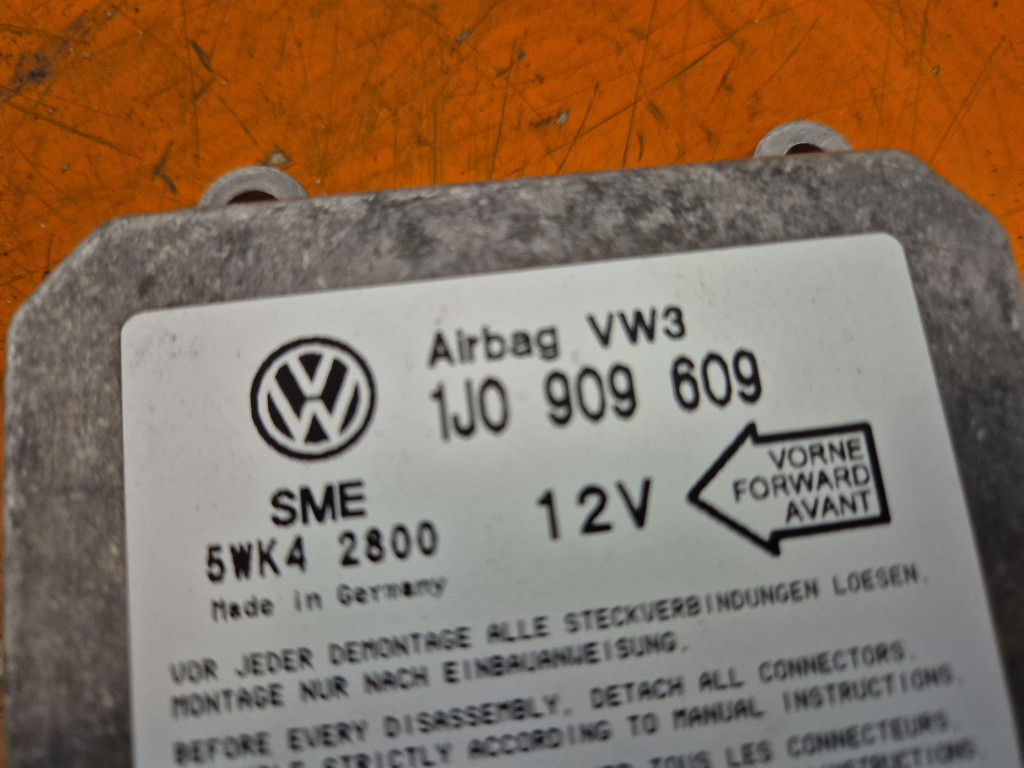 Airbag VW3
1J0 909 609
VORNE
FORWARD
AVANT
SME
12V
5WK4 2800
Made in Germany
VOR JEDER DEMONTAGE ALLE STECKVERBINDUNGEN LOESEN.
MONTAGE NUR NACH EINBAUANWEISUNG.
BEFORE EVERY DISASSEMBLY, DETACH ALL CONNECTORS.
STRICTLY ACCORDING TO MANUAL INSTRUCTIONS.
TOUS LES CONNECTEURS.